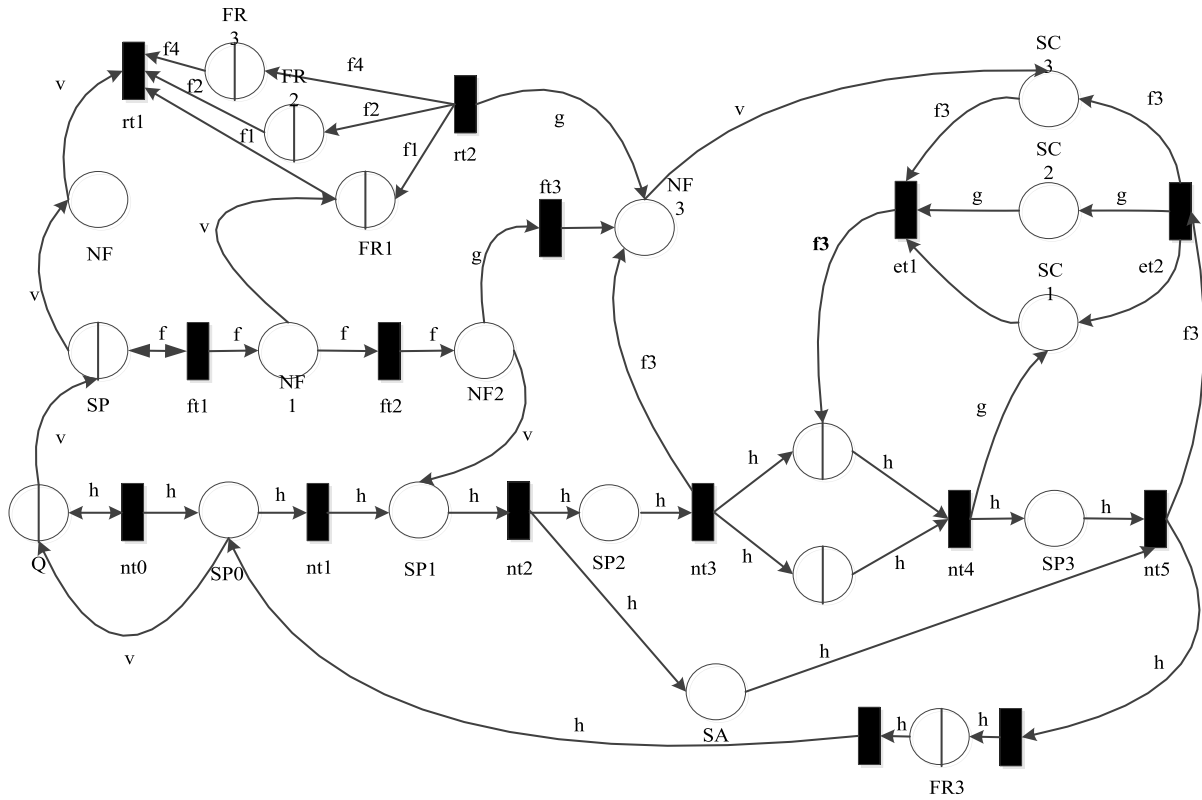 FR
3
f4
f4
v
f2
FR
2
f2
f1
f1
rt1
rt2
g
v
SC
3
f3
f3
SC
2
g
g
NF
3
ft3
v
FR1
g
NF
f3
et1
et2
SC
1
v
f
f
f
f
f3
f3
NF
1
NF2
SP
ft1
ft2
g
v
v
h
h
h
h
h
h
h
h
h
h
h
h
h
Q
nt0
SP0
nt1
SP1
nt2
SP2
nt3
nt4
SP3
nt5
h
h
v
h
h
SA
h
h
FR3